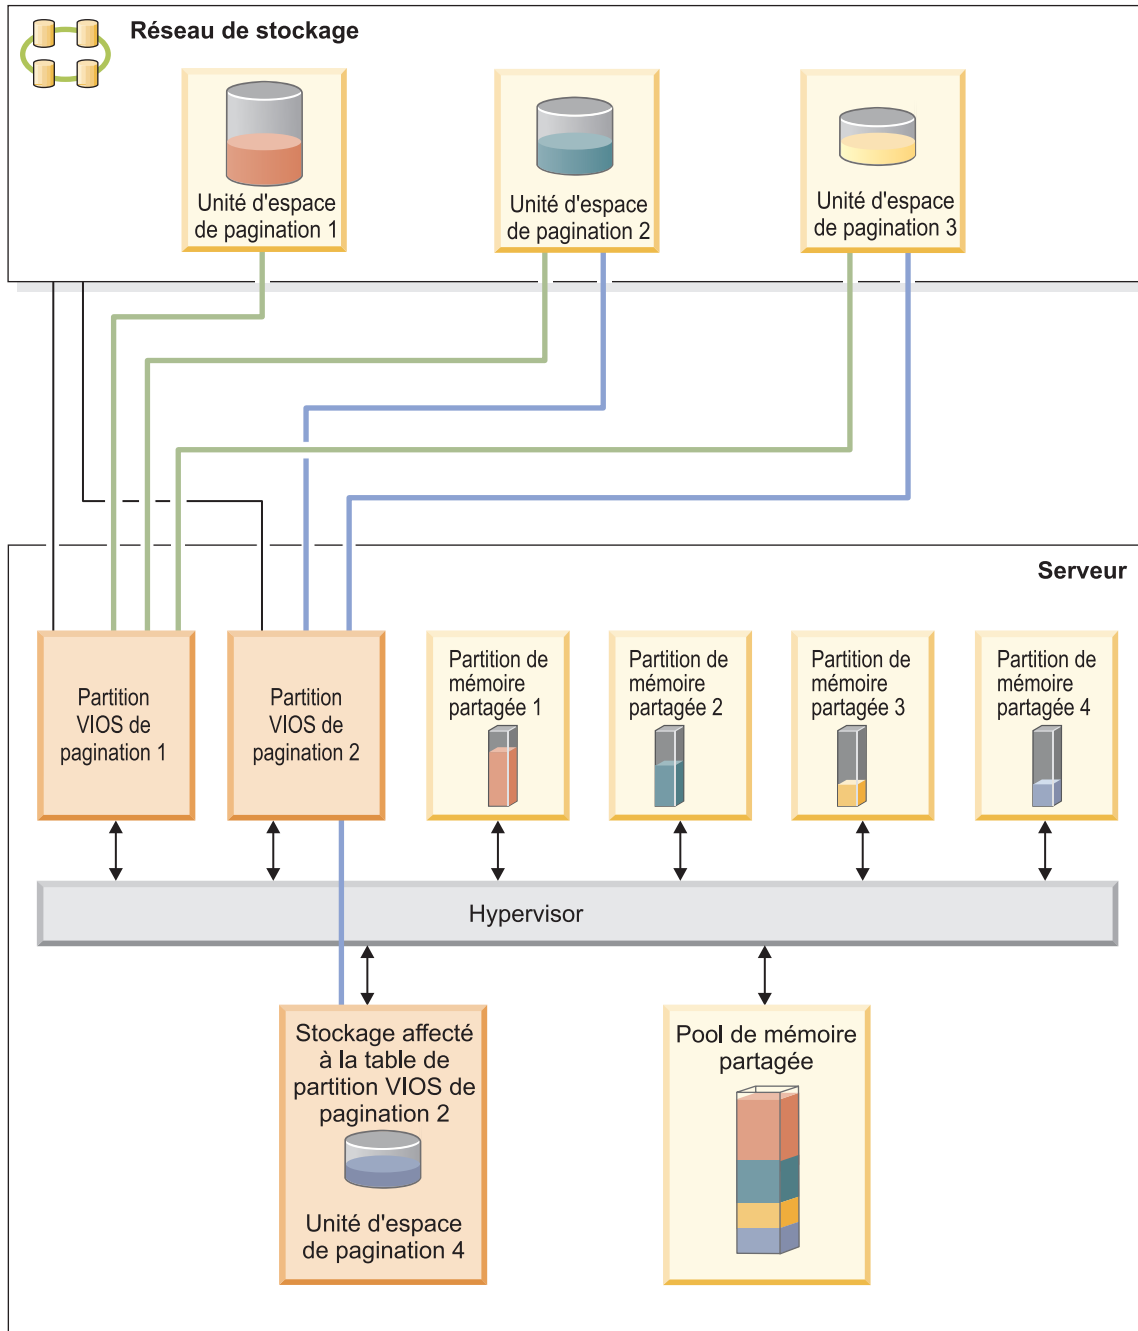 Réseau de stockage
Unité d'espace
de pagination 1
Unité d'espace
de pagination 2
Unité d'espace
de pagination 3
Serveur
Partition
VIOS de
pagination 1
Partition
VIOS de
pagination 2
Partition de
mémoire
partagée 1
Partition de
mémoire
partagée 2
Partition de
mémoire
partagée 3
Partition de
mémoire
partagée 4
Hypervisor
Stockage affecté
à la table de
partition VIOS de
pagination 2
Unité d'espace
de pagination 4
Pool de mémoire
partagée